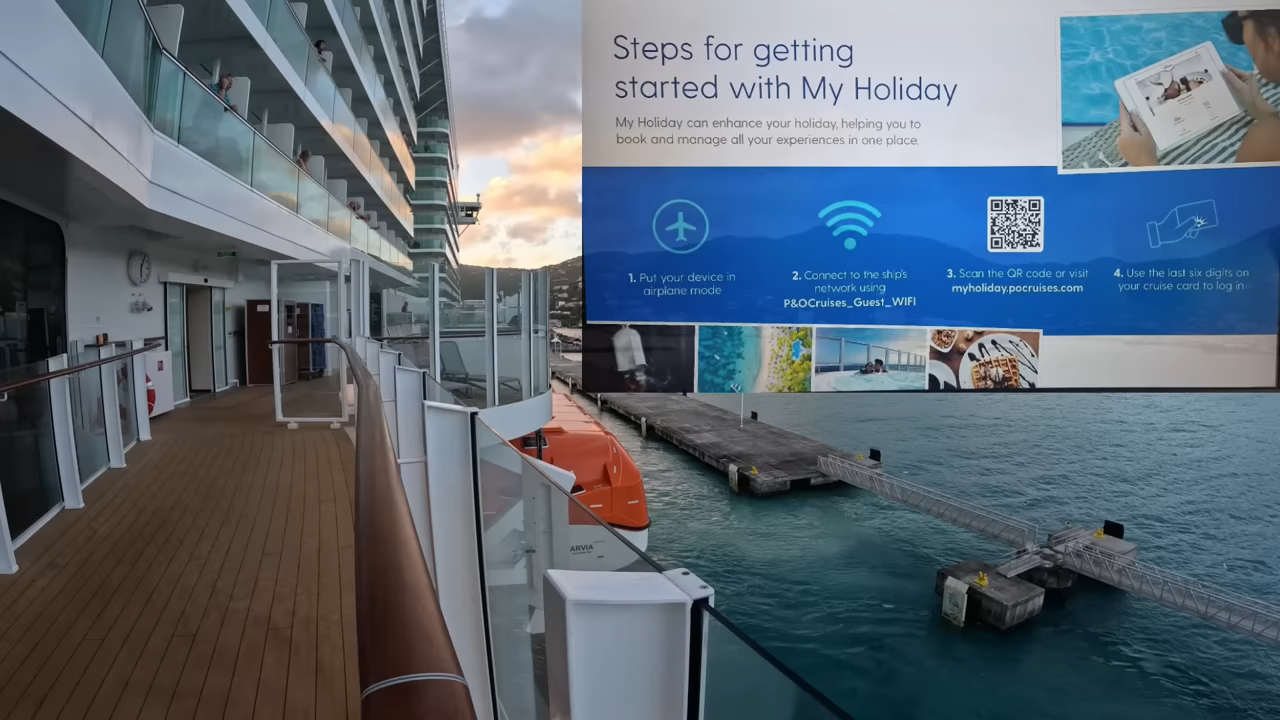 Steps for getting
started with My Holiday
My Holiday can enhance your holiday, helping you to
book and manage all your experiences in one place.
1. Put your device in
airplane mode
2. Connect to the ship's
network using
P&OCruises_Guest_WIFI
3. Scan the QR code or visit
myholiday.pocruises.com
4. Use the last six digits on
your cruise card to log in
ARVIA